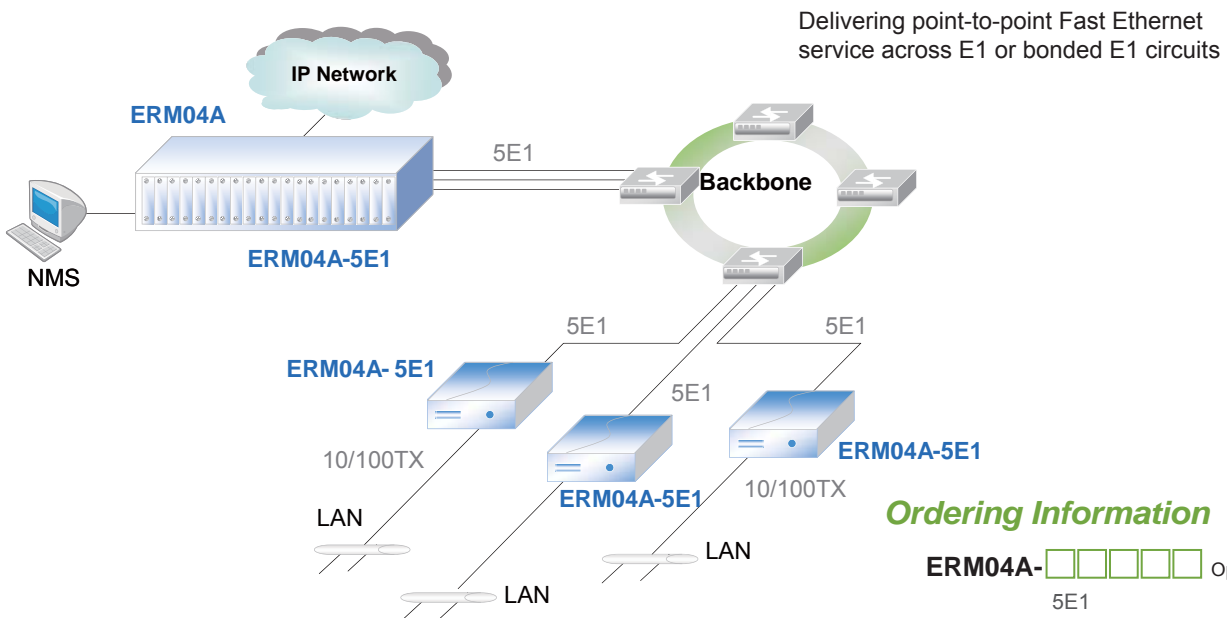 Delivering point-to-point Fast Ethernet
service across E1 or bonded E1 circuits
IP Network
ERM04A
5E1
Backbone
ERM04A-5E1
NMS
5E1
5E1
ERM04A- 5E1
5E1
ERM04A-5E1
10/100TX
ERM04A-5E1
10/100TX
LAN
LAN
LAN
Ordering Information
ERM04A-
5E1